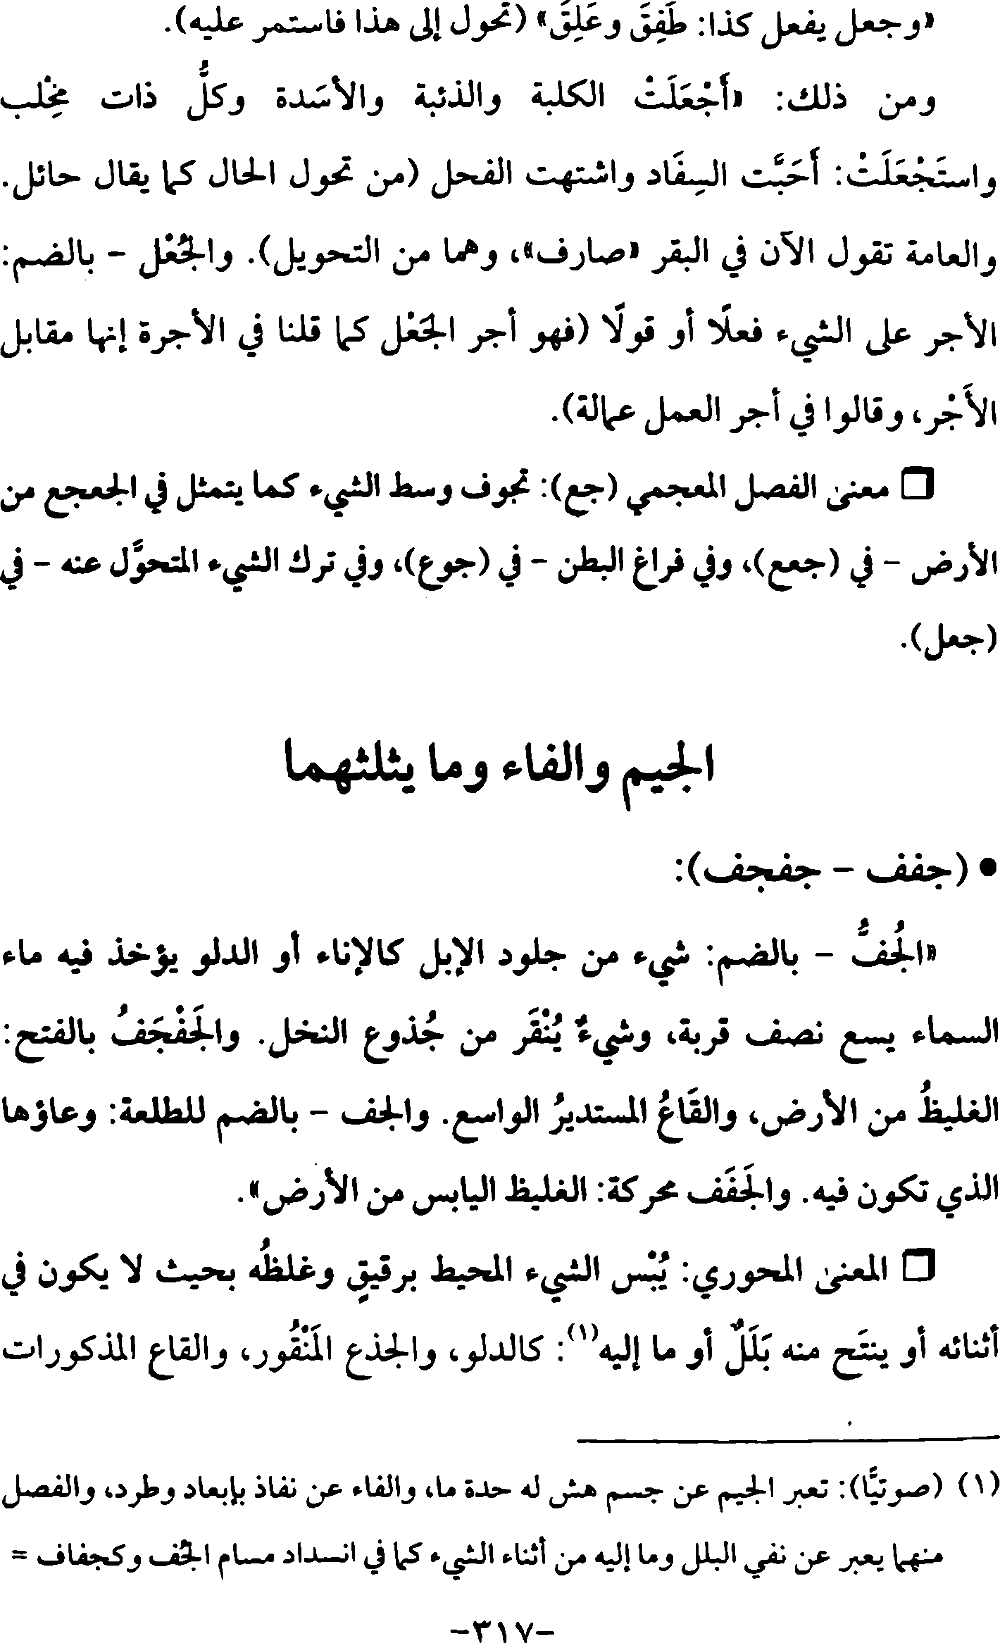 «وجعل يفعل كذا: طَفِقَ وعَلِقَ» (تحول إلى هذا فاستمر عليه).
ومن ذلك: «أَجْعَلَتْ الكلبة والذئبة والأسَدة وكلُّ ذات مِخْلب
واستَجْعَلَتْ: أَحَبَّت السِفَاد واشتهت الفحل (من تحول الحال كما يقال حائل.
والعامة تقول الآن في البقر «صارف»، وهما من التحويل). والجُعْل – بالضم:
الأجر على الشيء فعلًا أو قولًا (فهو أجر الجَعْل كما قلنا في الأجرة إنها مقابل
الأَجْر، وقالوا في أجر العمل عمالة).
❒ معنى الفصل المعجمي (جع): تجوف وسط الشيء كما يتمثل في الجعجع من
الأرض – في (جعع)، وفي فراغ البطن – في (جوع)، وفي ترك الشيء المتحوَّل عنه – في
(جعل).
الجيم والفاء وما يثلثهما
• (جفف – جفجف):
«الجُفُّ – بالضم: شيء من جلود الإبل كالإناء أو الدلو يؤخذ فيه ماء
السماء يسع نصف قربة، وشيءٌ يُنْقَر من جُذوع النخل. والجَفْجَفُ بالفتح:
الغليظُ من الأرض، والقَاعُ المستديرُ الواسع. والجف – بالضم للطلعة: وعاؤها
الذي تكون فيه. والجَفَف محركة: الغليظ اليابس من الأرض».
❒ المعنى المحوري: يُبْس الشيء المحيط برقيقٍ وغلظُه بحيث لا يكون في
أثنائه أو ينتَح منه بَلَلٌ أو ما إليه(١): كالدلو، والجذع المَنْقُور، والقاع المذكورات
(١) (صوتيًّا): تعبر الجيم عن جسم هش له حدة ما، والفاء عن نفاذ بإبعاد وطرد، والفصل
منهما يعبر عن نفي البلل وما إليه من أثناء الشيء كما في انسداد مسام الجُف وكجفاف =
-٣١٧-